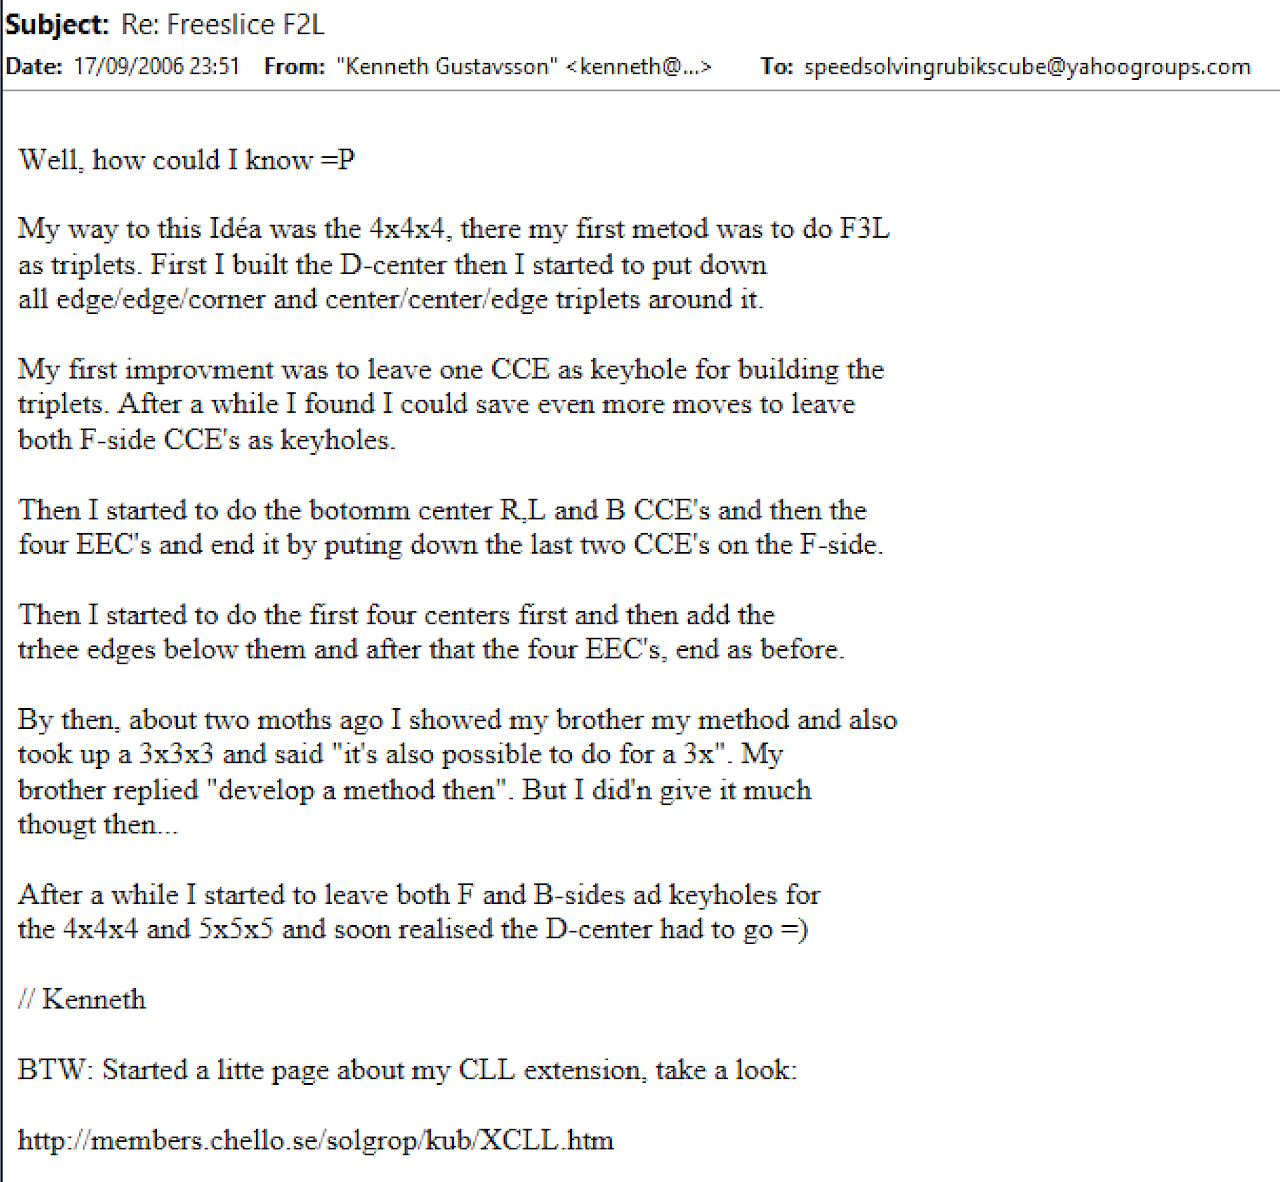 Subject: Re: Freeslice F2L
Date: 17/09/2006 23:51 From: "Kenneth Gustavsson" <kenneth@...> To: speedsolvingrubikscube@yahoogroups.com
Well, how could I know =P
My way to this Idéa was the 4x4x4, there my first metod was to do F3L
as triplets. First I built the D-center then I started to put down
all edge/edge/corner and center/center/edge triplets around it.
My first improvment was to leave one CCE as keyhole for building the
triplets. After a while I found I could save even more moves to leave
both F-side CCE's as keyholes.
Then I started to do the botomm center R,L and B CCE's and then the
four EEC's and end it by puting down the last two CCE's on the F-side.
Then I started to do the first four centers first and then add the
trhee edges below them and after that the four EEC's, end as before.
By then, about two moths ago I showed my brother my method and also
took up a 3x3x3 and said "it's also possible to do for a 3x". My
brother replied "develop a method then". But I did'n give it much
thougt then...
After a while I started to leave both F and B-sides ad keyholes for
the 4x4x4 and 5x5x5 and soon realised the D-center had to go =)
// Kenneth
BTW: Started a litte page about my CLL extension, take a look:
http://members.chello.se/solgrop/kub/XCLL.htm